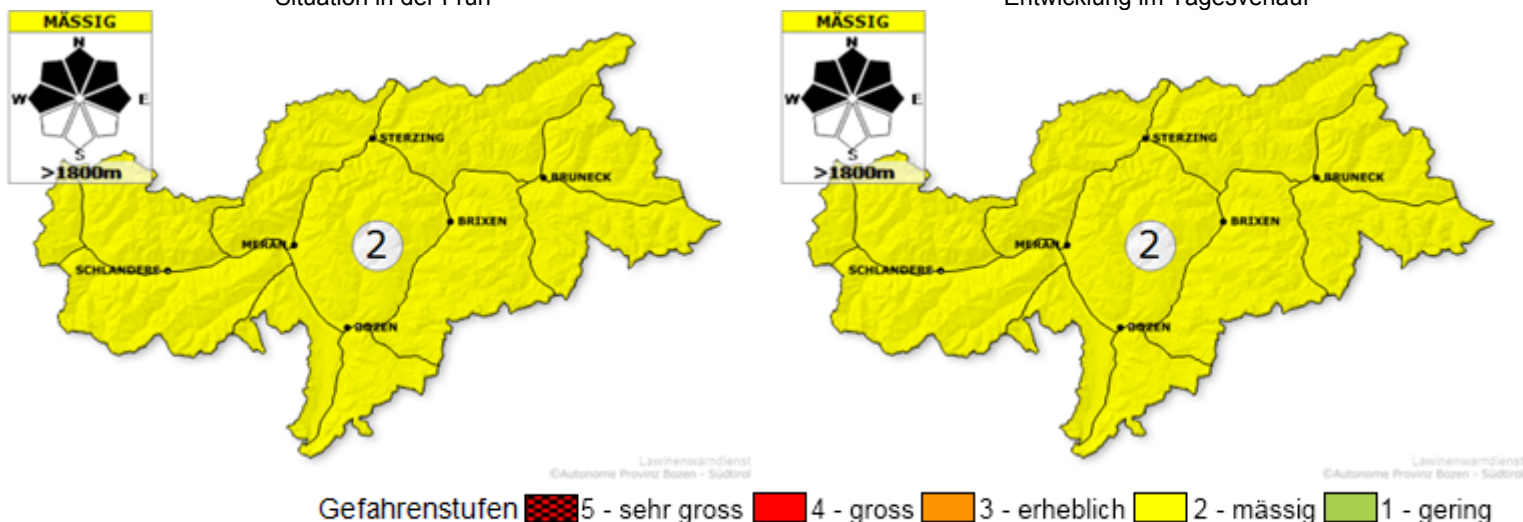 Situation in der Früh
Entwicklung im Tagesverlauf
MÄSSIG
N
W
E
S
>1800m
STERZING
BRUNECK
BRIXEN
MERAN
2
SCHLANDERS
BOZEN
Lawinenwarndienst
©Autonome Provinz Bozen - Südtirol
MÄSSIG
N
W
E
S
>1800m
STERZING
BRUNECK
BRIXEN
MERAN
2
SCHLANDERS
BOZEN
Lawinenwarndienst
©Autonome Provinz Bozen - Südtirol
Gefahrenstufen 5 - sehr gross 4 - gross 3 - erheblich 2 - mässig 1 - gering